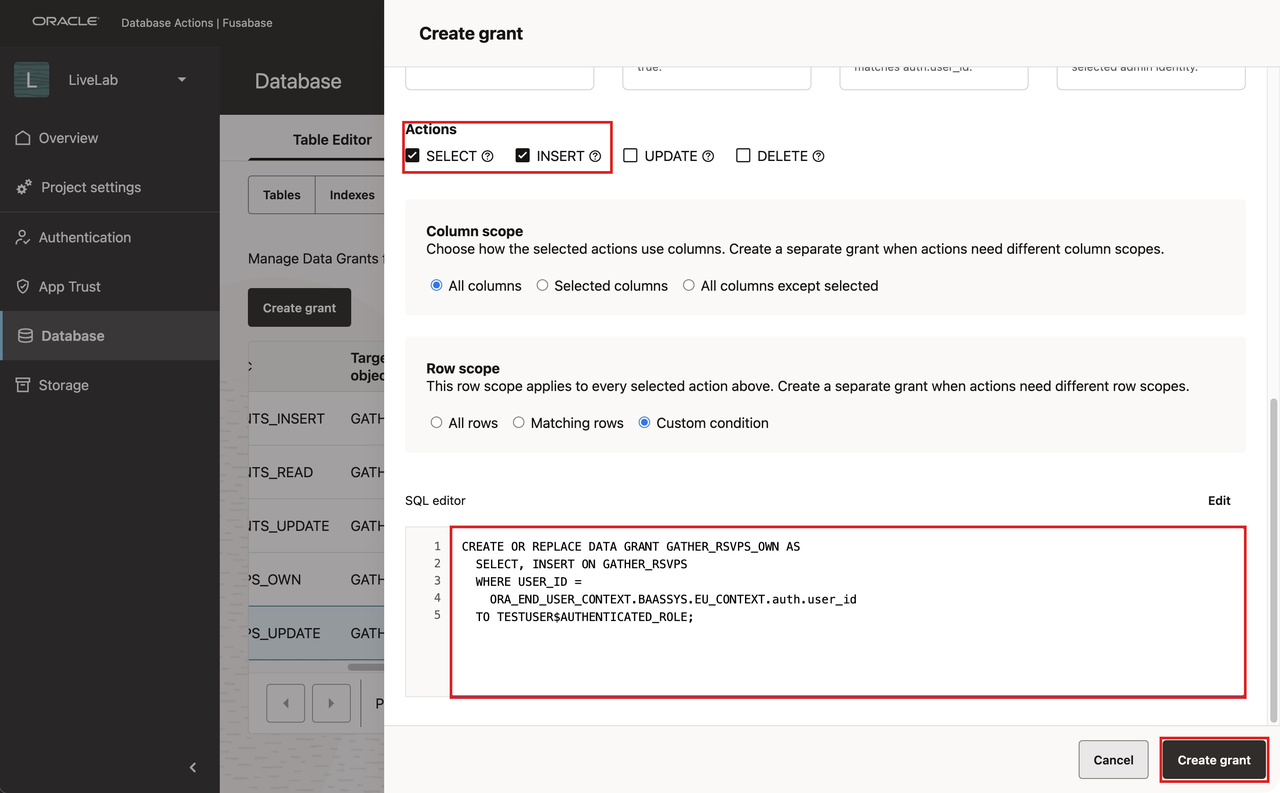 ORACLE Database Actions | Fusabase
L LiveLab
Overview
Project settings
Authentication
App Trust
Database
Storage
Database
Table Editor
Tables Indexes
Manage Data Grants
Create grant
Targe
objec
NTS_INSERT GATH
NTS_READ GATH
NTS_UPDATE GATH
PS_OWN GATH
PS_UPDATE GATH
P
Create grant
true.
matches auth.user_id.
selected admin identity.
Actions
SELECT INSERT UPDATE DELETE
Column scope
Choose how the selected actions use columns. Create a separate grant when actions need different column scopes.
All columns Selected columns All columns except selected
Row scope
This row scope applies to every selected action above. Create a separate grant when actions need different row scopes.
All rows Matching rows Custom condition
SQL editor Edit
1 CREATE OR REPLACE DATA GRANT GATHER_RSVPS_OWN AS
2 SELECT, INSERT ON GATHER_RSVPS
3 WHERE USER_ID =
4 ORA_END_USER_CONTEXT.BAASSYS.EU_CONTEXT.auth.user_id
5 TO TESTUSER$AUTHENTICATED_ROLE;
Cancel Create grant